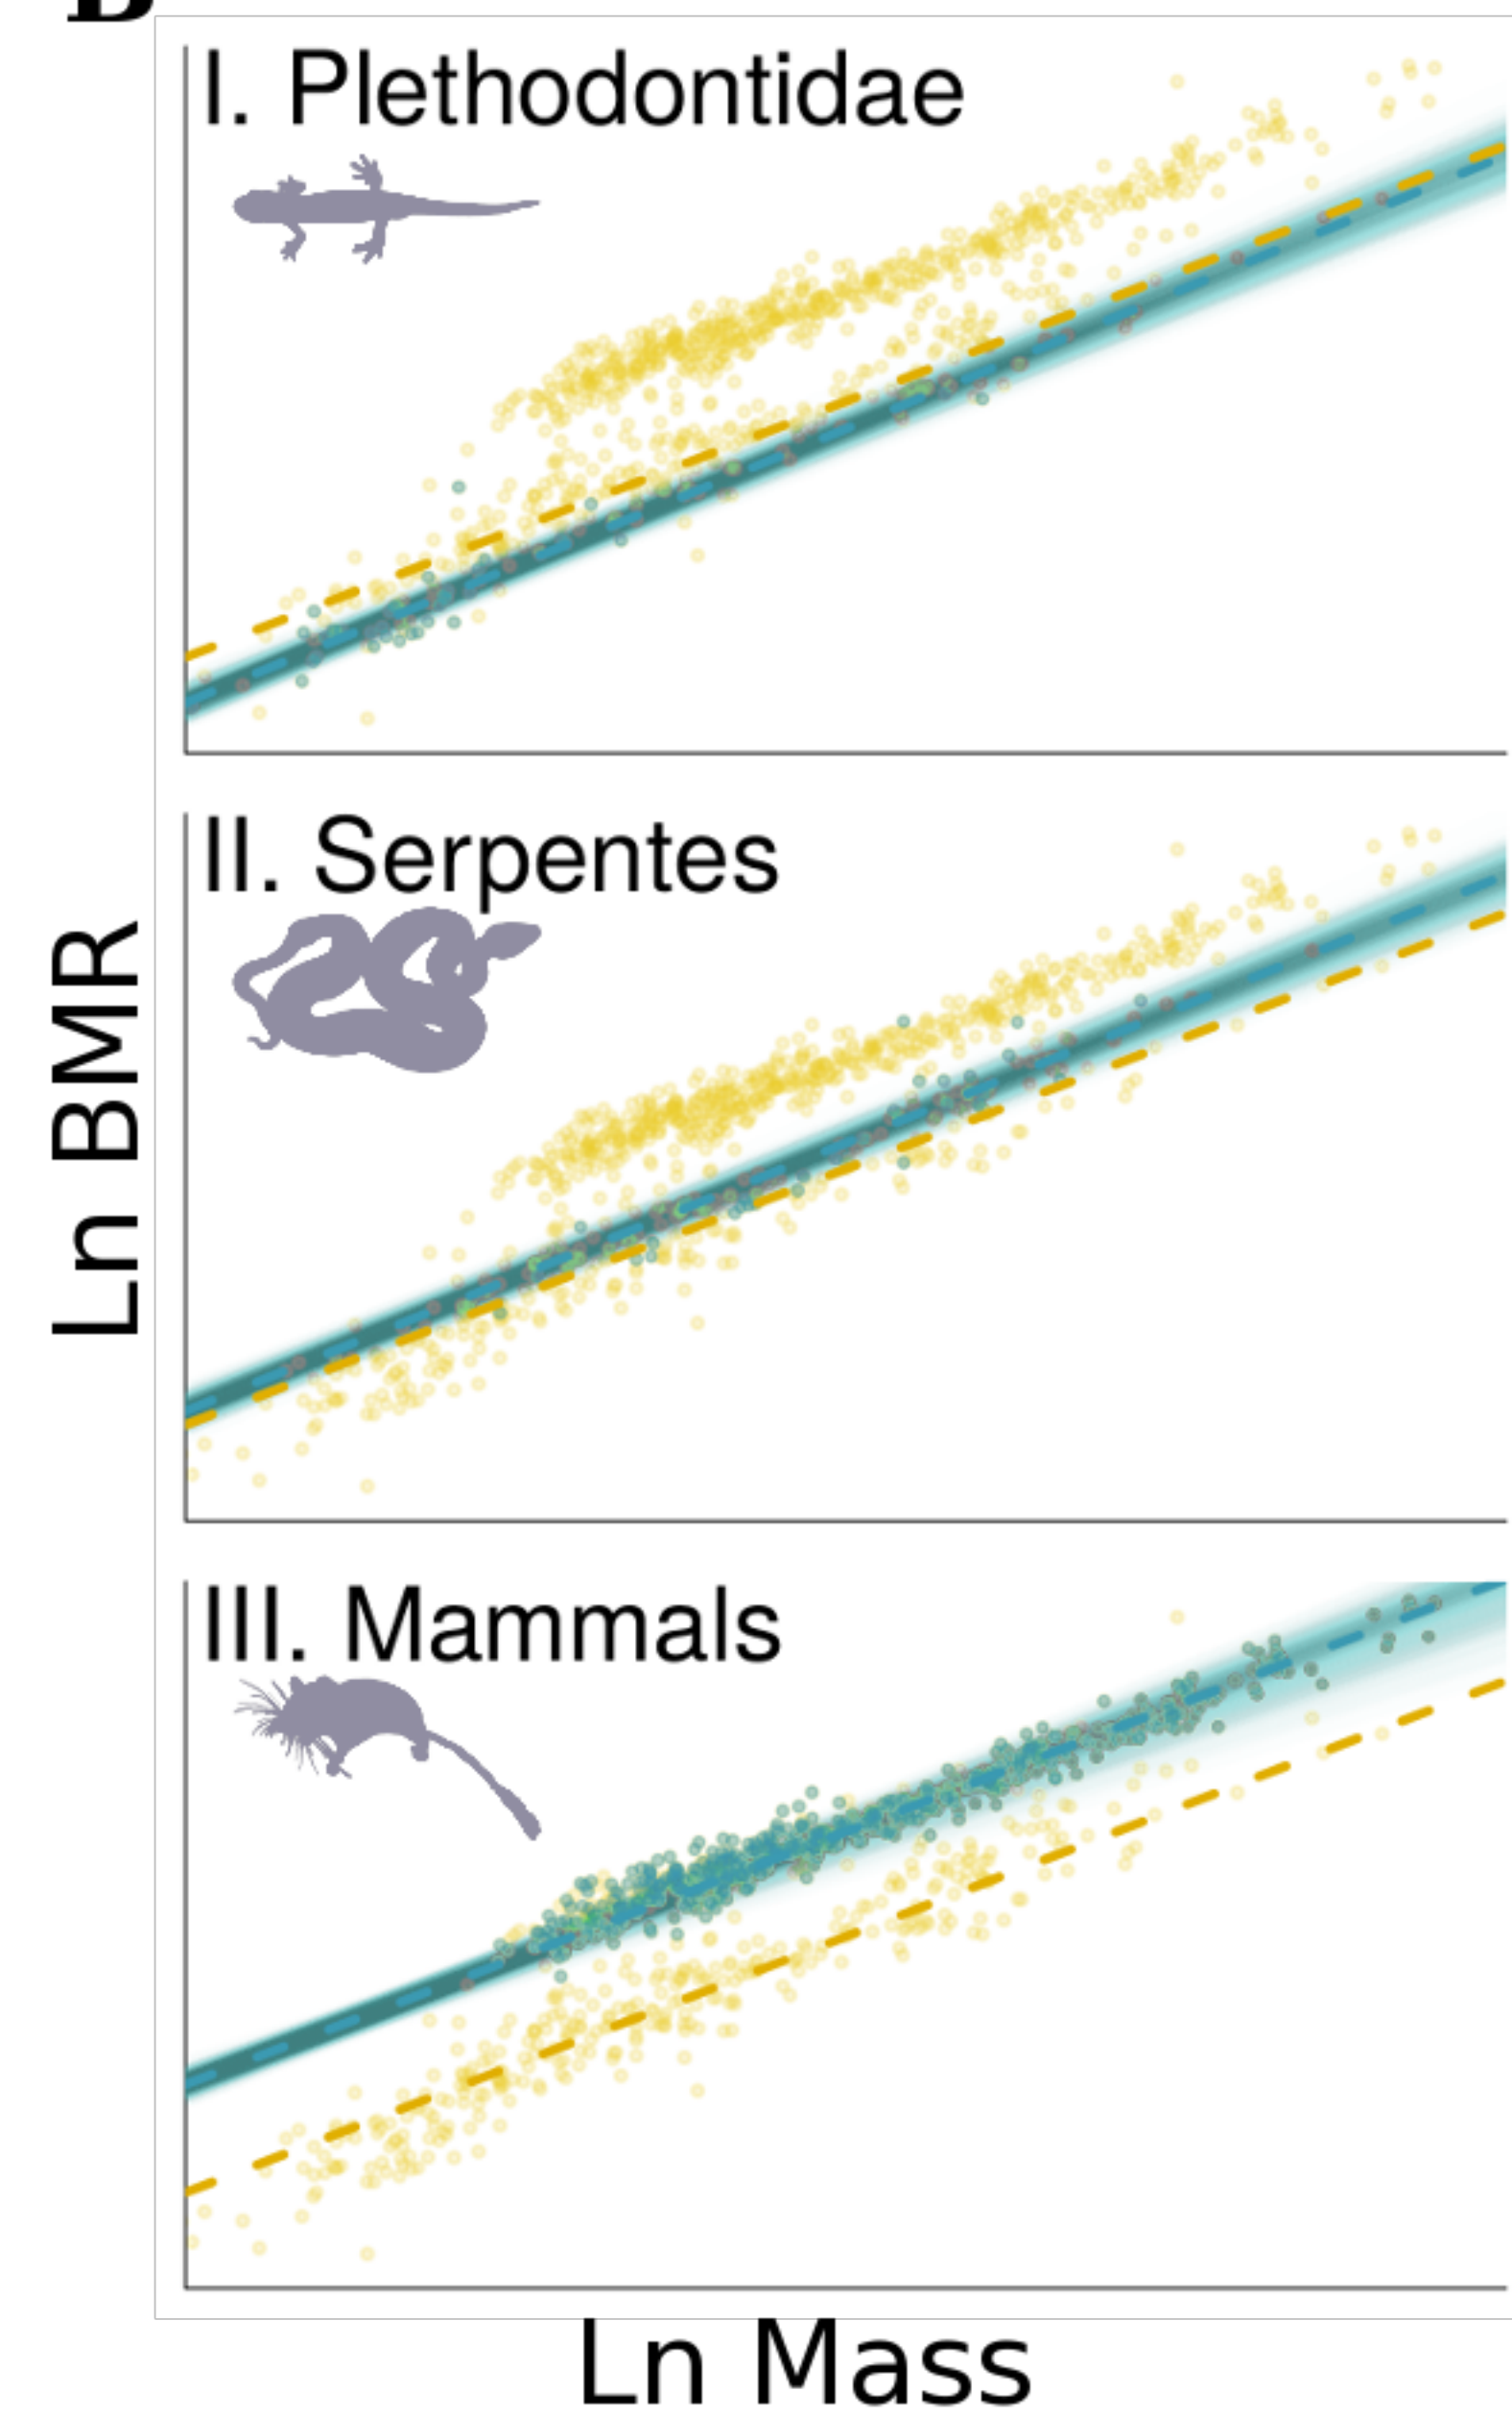 B
I. Plethodontidae
II. Serpentes
III. Mammals
Ln BMR
Ln Mass